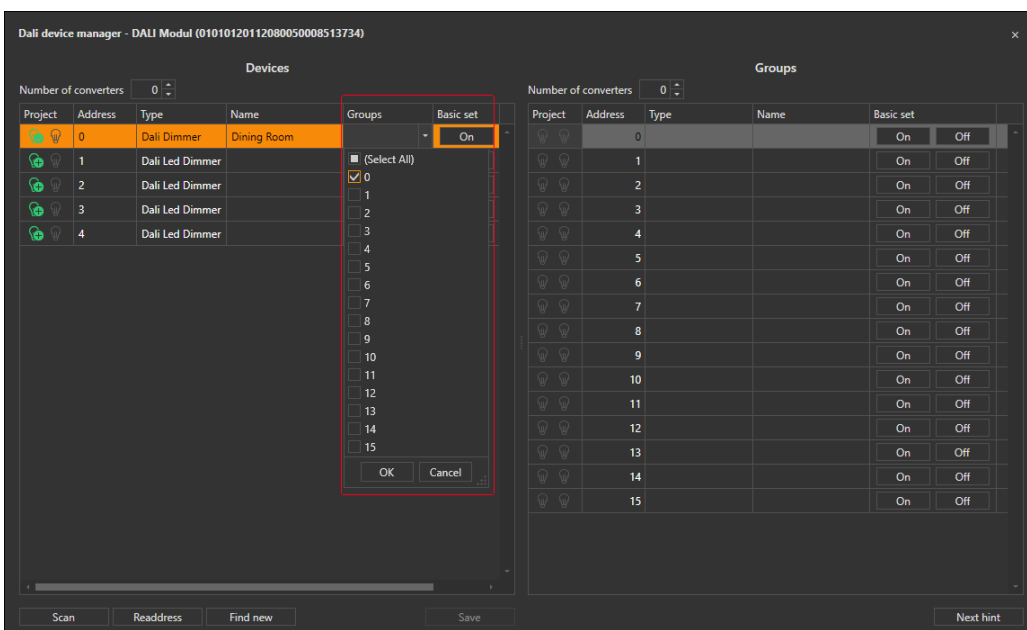 Dali device manager - DALI Modul (01010120112080050008513734)
Devices
Number of converters 0
Project Address Type Name Groups Basic set
0 Dali Dimmer Dining Room On
1 Dali Led Dimmer
2 Dali Led Dimmer
3 Dali Led Dimmer
4 Dali Led Dimmer
(Select All)
0
1
2
3
4
5
6
7
8
9
10
11
12
13
14
15
OK Cancel
Groups
Number of converters 0
Project Address Type Name Basic set
0 On Off
1 On Off
2 On Off
3 On Off
4 On Off
5 On Off
6 On Off
7 On Off
8 On Off
9 On Off
10 On Off
11 On Off
12 On Off
13 On Off
14 On Off
15 On Off
Scan Readdress Find new Save Next hint